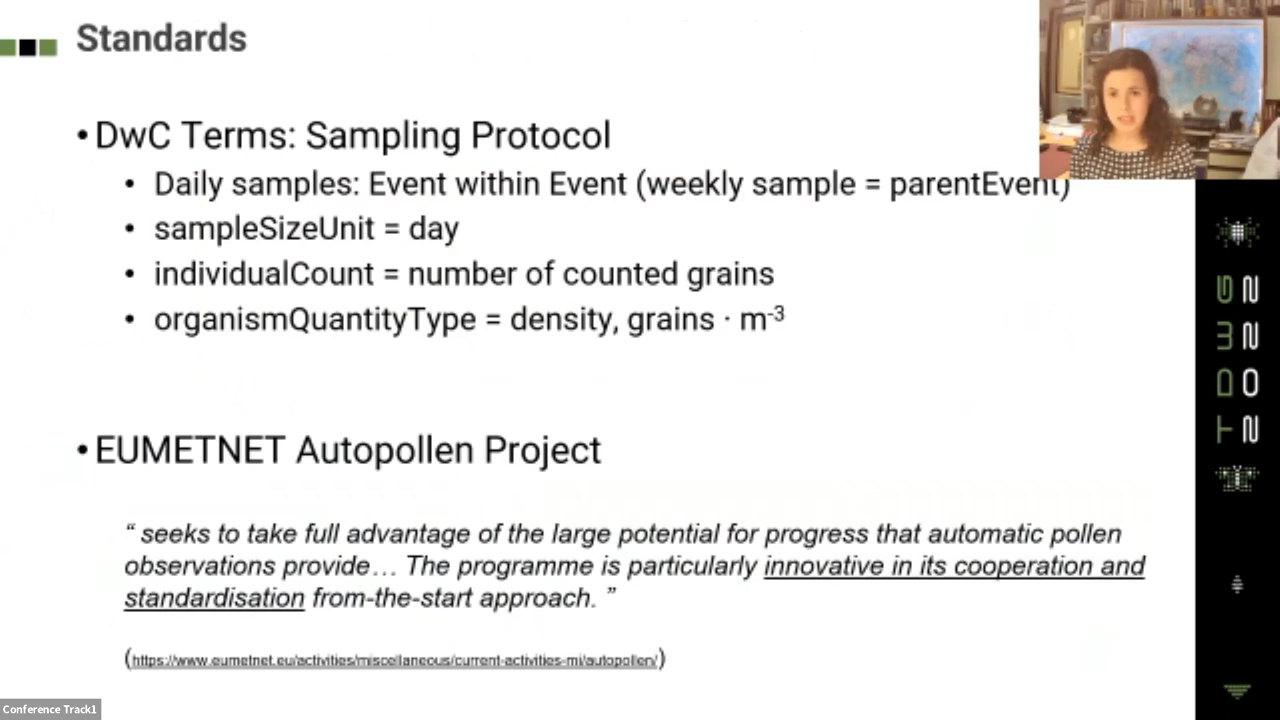 Standards
• DwC Terms: Sampling Protocol
• Daily samples: Event within Event (weekly sample = parentEvent)
• sampleSizeUnit = day
• individualCount = number of counted grains
• organismQuantityType = density, grains · m⁻³
• EUMETNET Autopollen Project
“ seeks to take full advantage of the large potential for progress that automatic pollen
observations provide… The programme is particularly innovative in its cooperation and
standardisation from-the-start approach. ”
(https://www.eumetnet.eu/activities/miscellaneous/current-activities-mi/autopollen/)
Conference Track1